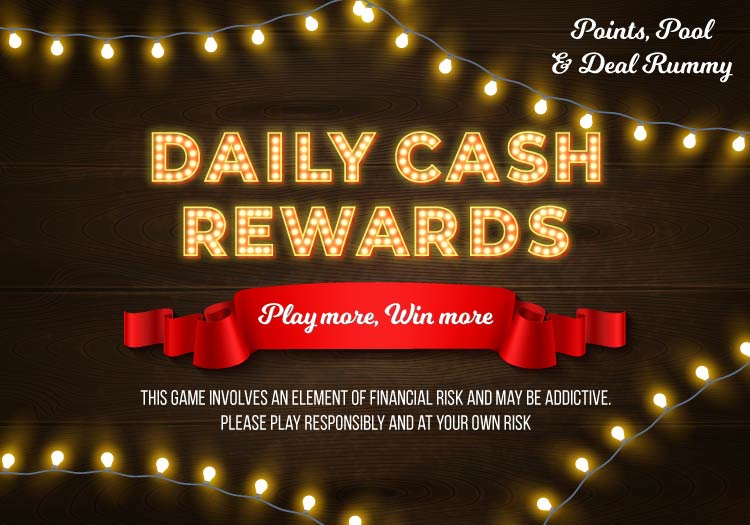 Points, Pool
& Deal Rummy
DAILY CASH
REWARDS
Play more, Win more
THIS GAME INVOLVES AN ELEMENT OF FINANCIAL RISK AND MAY BE ADDICTIVE.
PLEASE PLAY RESPONSIBLY AND AT YOUR OWN RISK